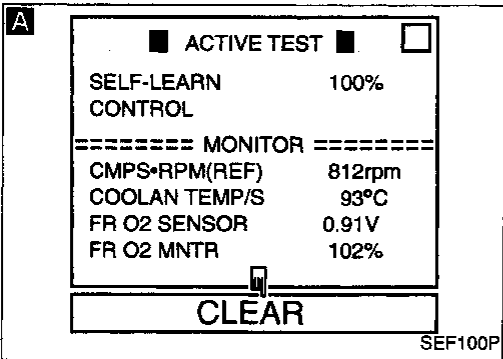 A
ACTIVE TEST
SELF-LEARN 100%
CONTROL
======== MONITOR ========
CMPS•RPM(REF) 812rpm
COOLAN TEMP/S 93°C
FR O2 SENSOR 0.91V
FR O2 MNTR 102%
CLEAR
SEF100P